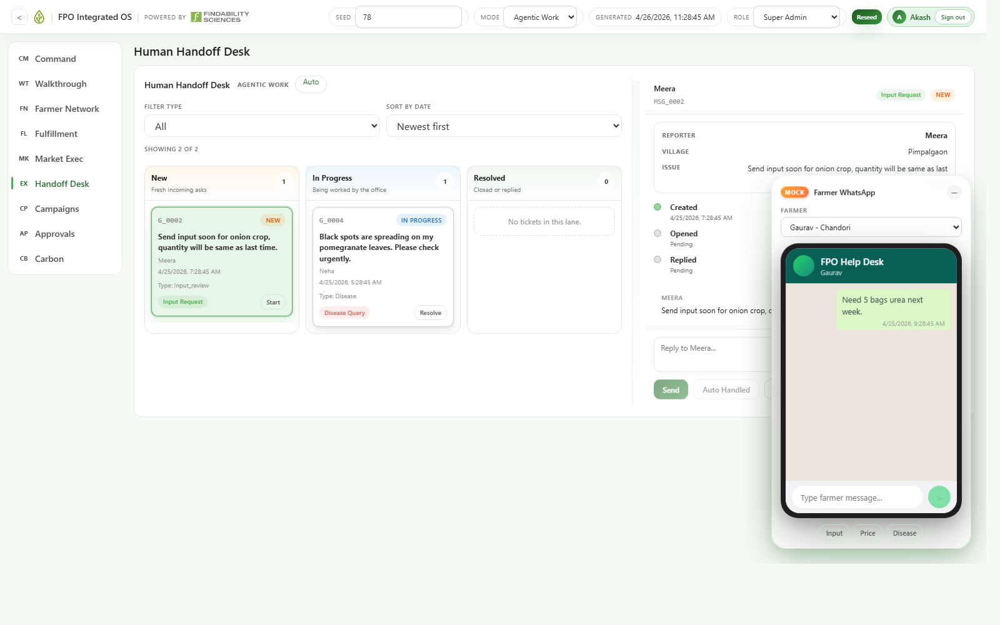 <
FPO Integrated OS
POWERED BY
FINDABILITY
SCIENCES
SEED
78
MODE
Agentic Work
GENERATED 4/26/2026, 11:28:45 AM
ROLE
Super Admin
Reseed
A
Akash
Sign out
CM Command
WT Walkthrough
FN Farmer Network
FL Fulfillment
MK Market Exec
EX Handoff Desk
CP Campaigns
AP Approvals
CB Carbon
Human Handoff Desk
Human Handoff Desk AGENTIC WORK Auto
FILTER TYPE
All
SORT BY DATE
Newest first
SHOWING 2 OF 2
New
Fresh incoming asks
1
G_0002
NEW
Send input soon for onion crop,
quantity will be same as last time.
Meera
4/25/2026, 7:28:45 AM
Type: Input_review
Input Request
Start
In Progress
Being worked by the office
1
G_0004
IN PROGRESS
Black spots are spreading on my
pomegranate leaves. Please check
urgently.
Neha
4/25/2026, 5:28:45 AM
Type: Disease
Disease Query
Resolve
Resolved
Closed or replied
0
No tickets in this lane.
Meera
MSG_0002
Input Request
NEW
REPORTER
Meera
VILLAGE
Pimpalgaon
ISSUE
Send input soon for onion crop, quantity will be same as last
Created
4/25/2026, 7:28:45 AM
Opened
Pending
Replied
Pending
MEERA
Send input soon for onion crop,
Reply to Meera...
Send
Auto Handled
MOCK Farmer WhatsApp
−
FARMER
Gaurav - Chandori
FPO Help Desk
Gaurav
Need 5 bags urea next
week.
4/25/2026, 9:28:45 AM
Type farmer message...
>
Input
Price
Disease